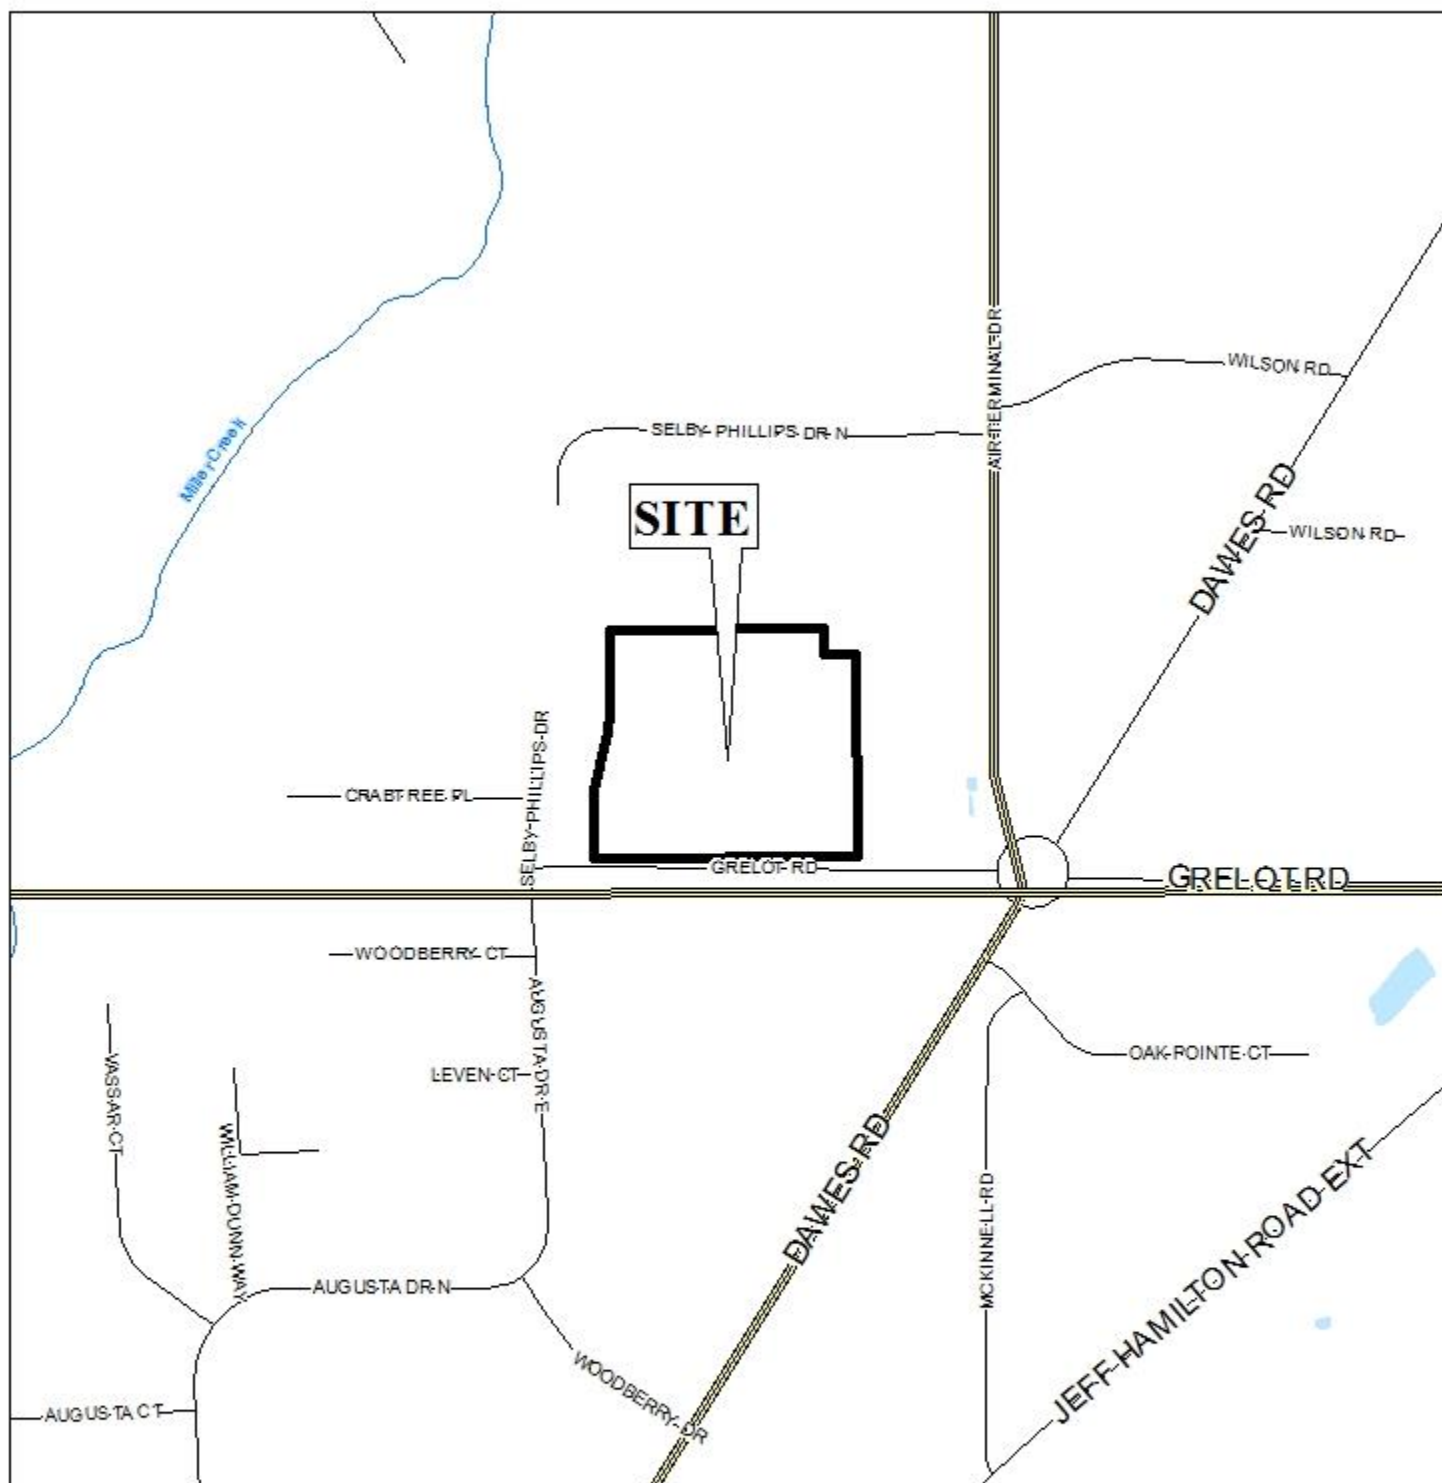 AIR TERMINAL DR
WILSON RD
SELBY PHILLIPS DR N
Miller Creek
SITE
DAWES RD
WILSON RD
SELBY PHILLIPS DR
CRABTREE PL
GRELOT RD
GRELOT RD
WOODBERRY CT
AUGUSTA DR E
LEVEN CT
VASSAR CT
WILLIAM DUNN WAY
OAK POINTE CT
DAWES RD
MCKINNELL RD
JEFF HAMILTON ROAD EXT
AUGUSTA DR N
WOODBERRY DR
AUGUSTA CT